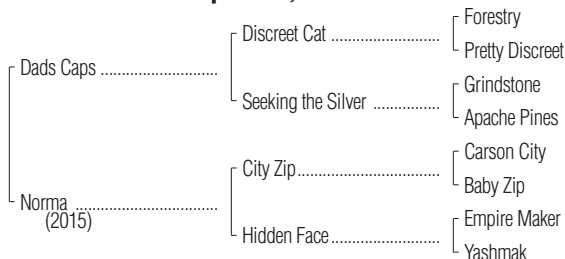 Forestry
Discreet Cat ........................
Pretty Discreet
Dads Caps ..........................
Grindstone
Seeking the Silver ...............
Apache Pines
Carson City
City Zip................................
Baby Zip
Norma ................................
(2015)
Empire Maker
Hidden Face........................
Yashmak